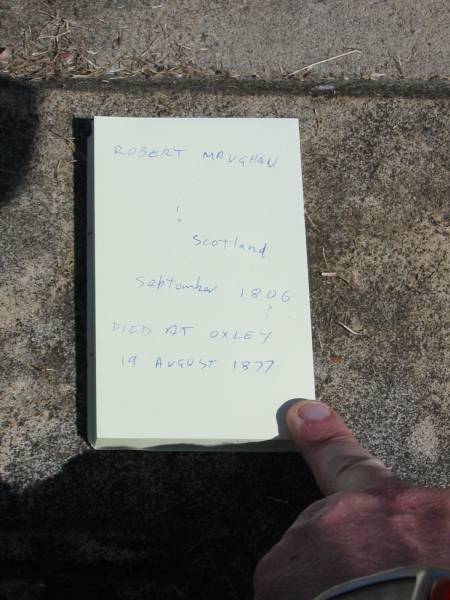 ROBERT MAUGHAN
!
Scotland
September 1806
?
DIED AT OXLEY
19 AUGUST 1877